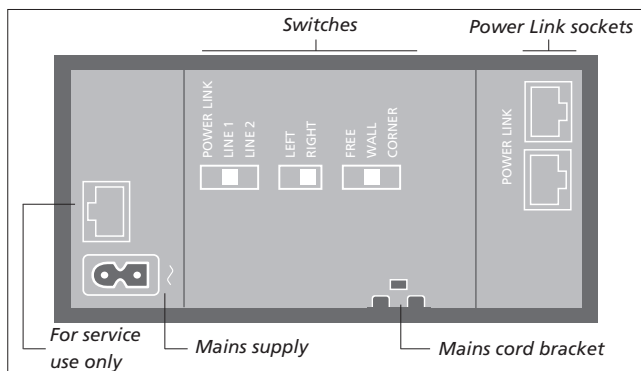 Switches
Power Link sockets
POWER LINK
LINE 1
LINE 2
LEFT
RIGHT
FREE
WALL
CORNER
POWER LINK
~
For service
use only
Mains supply
Mains cord bracket